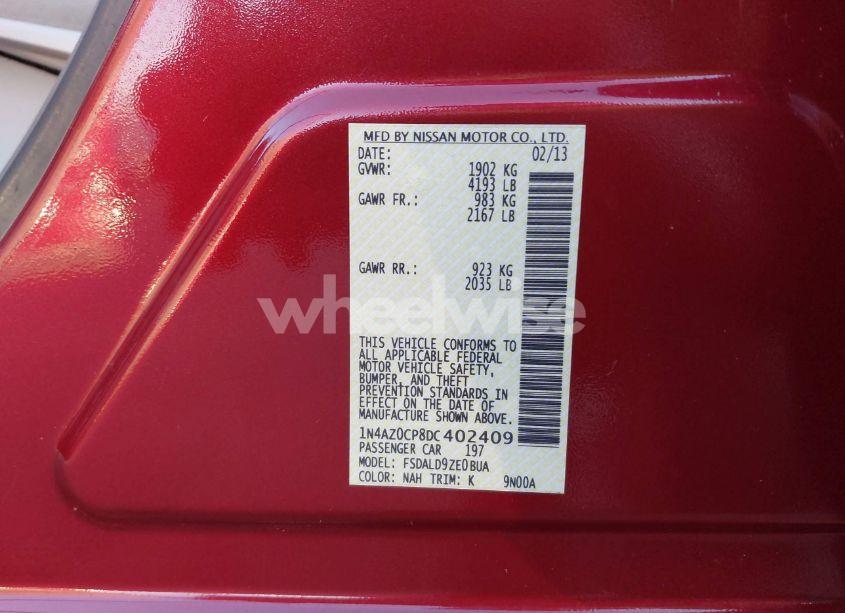 MFD BY NISSAN MOTOR CO., LTD.
DATE: 02/13
GVWR: 1902 KG
4193 LB
GAWR FR.: 983 KG
2167 LB
GAWR RR.: 923 KG
2035 LB
wheelwise
THIS VEHICLE CONFORMS TO
ALL APPLICABLE FEDERAL
MOTOR VEHICLE SAFETY,
BUMPER, AND THEFT
PREVENTION STANDARDS IN
EFFECT ON THE DATE OF
MANUFACTURE SHOWN ABOVE.
1N4AZ0CP8DC402409
PASSENGER CAR 197
MODEL: FSDALD9ZE0BUA
COLOR: NAH TRIM: K 9N00A